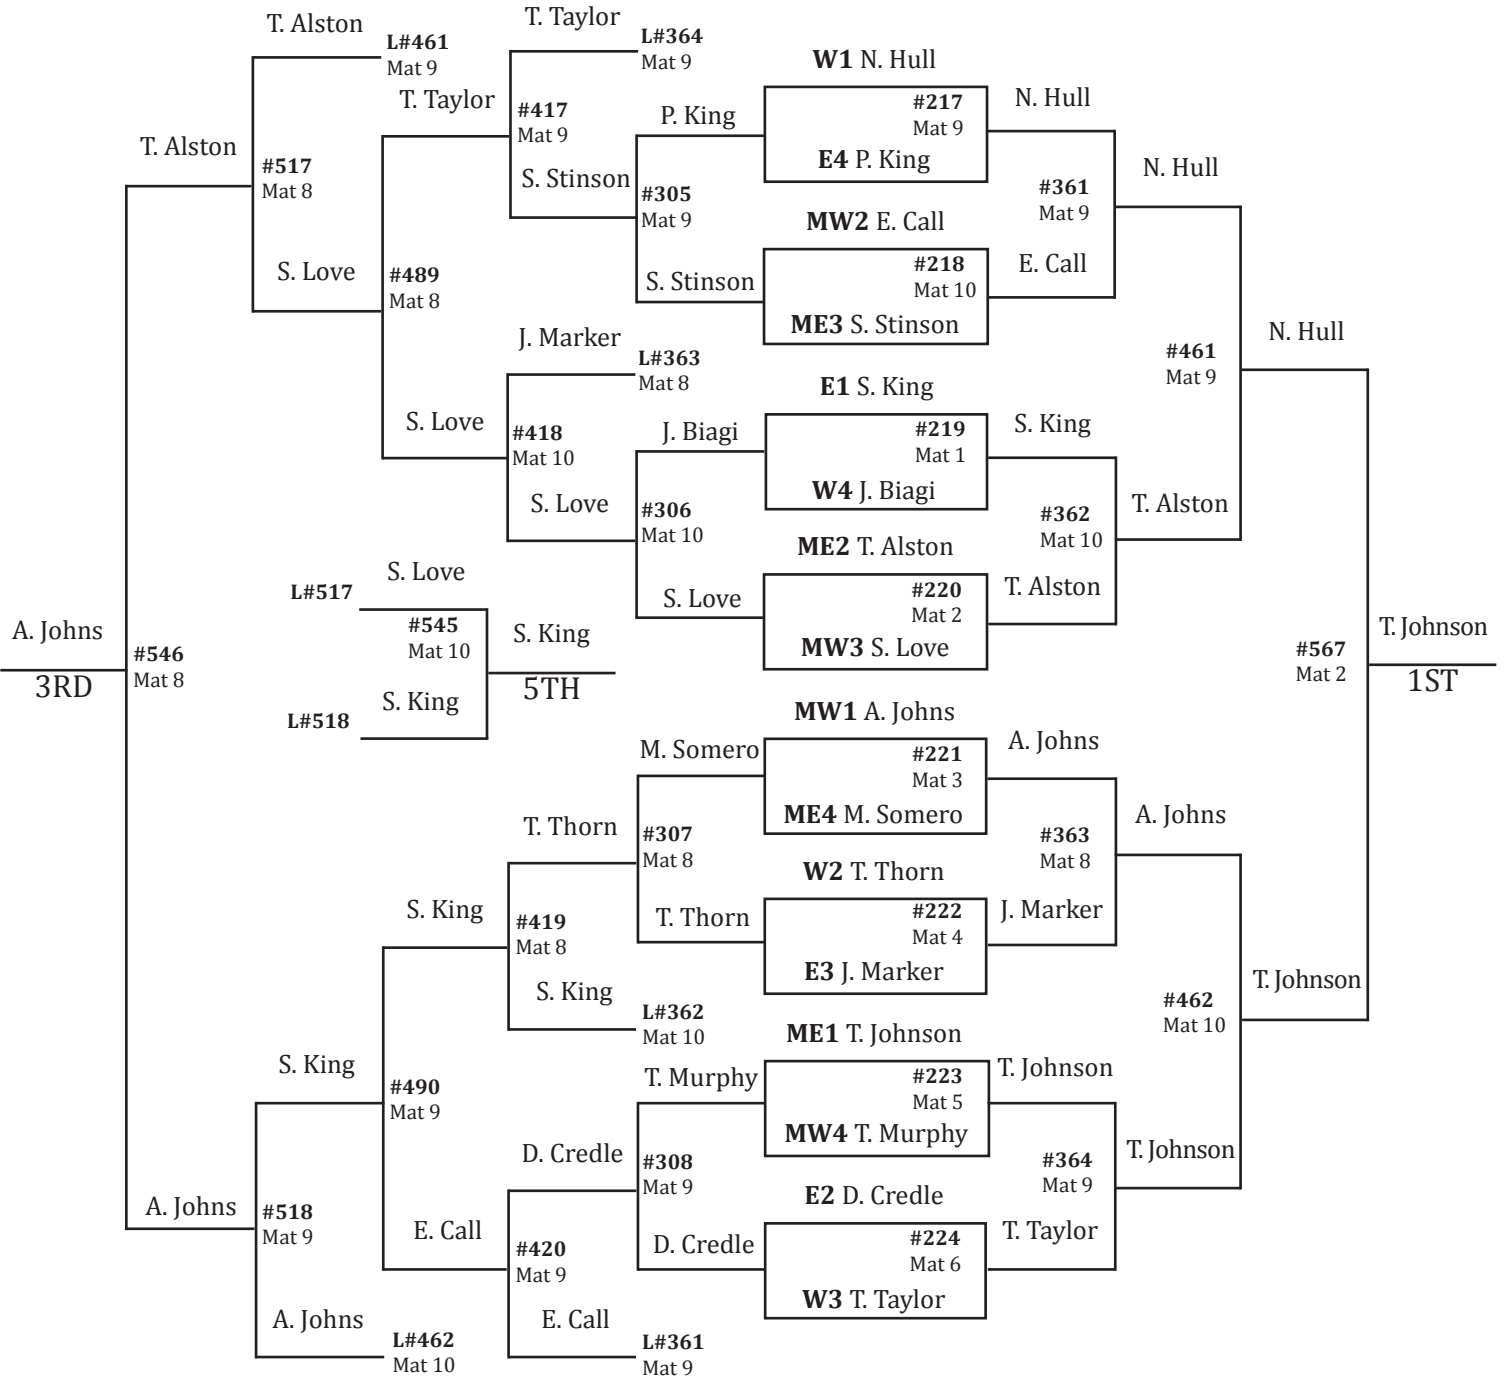 T. Alston
L#461
Mat 9
T. Taylor
L#364
Mat 9
W1 N. Hull
T. Taylor
#417
Mat 9
P. King
#217
Mat 9
N. Hull
T. Alston
#517
Mat 8
S. Stinson
E4 P. King
#305
Mat 9
#361
Mat 9
N. Hull
MW2 E. Call
S. Love
#489
Mat 8
S. Stinson
#218
Mat 10
E. Call
ME3 S. Stinson
J. Marker
L#363
Mat 8
N. Hull
#461
Mat 9
E1 S. King
S. Love
#418
Mat 10
J. Biagi
#219
Mat 1
S. King
W4 J. Biagi
S. Love
#306
Mat 10
#362
Mat 10
T. Alston
ME2 T. Alston
S. Love
L#517
S. Love
#220
Mat 2
T. Alston
MW3 S. Love
A. Johns
3RD
#546
Mat 8
#545
Mat 10
S. King
5TH
S. King
L#518
#567
Mat 2
T. Johnson
1ST
MW1 A. Johns
M. Somero
#221
Mat 3
A. Johns
ME4 M. Somero
T. Thorn
#307
Mat 8
#363
Mat 8
A. Johns
W2 T. Thorn
S. King
#419
Mat 8
T. Thorn
#222
Mat 4
J. Marker
E3 J. Marker
S. King
L#362
Mat 10
#462
Mat 10
T. Johnson
ME1 T. Johnson
S. King
#490
Mat 9
T. Murphy
#223
Mat 5
T. Johnson
MW4 T. Murphy
D. Credle
#308
Mat 9
#364
Mat 9
T. Johnson
E2 D. Credle
A. Johns
#518
Mat 9
E. Call
#420
Mat 9
D. Credle
#224
Mat 6
T. Taylor
W3 T. Taylor
A. Johns
L#462
Mat 10
E. Call
L#361
Mat 9